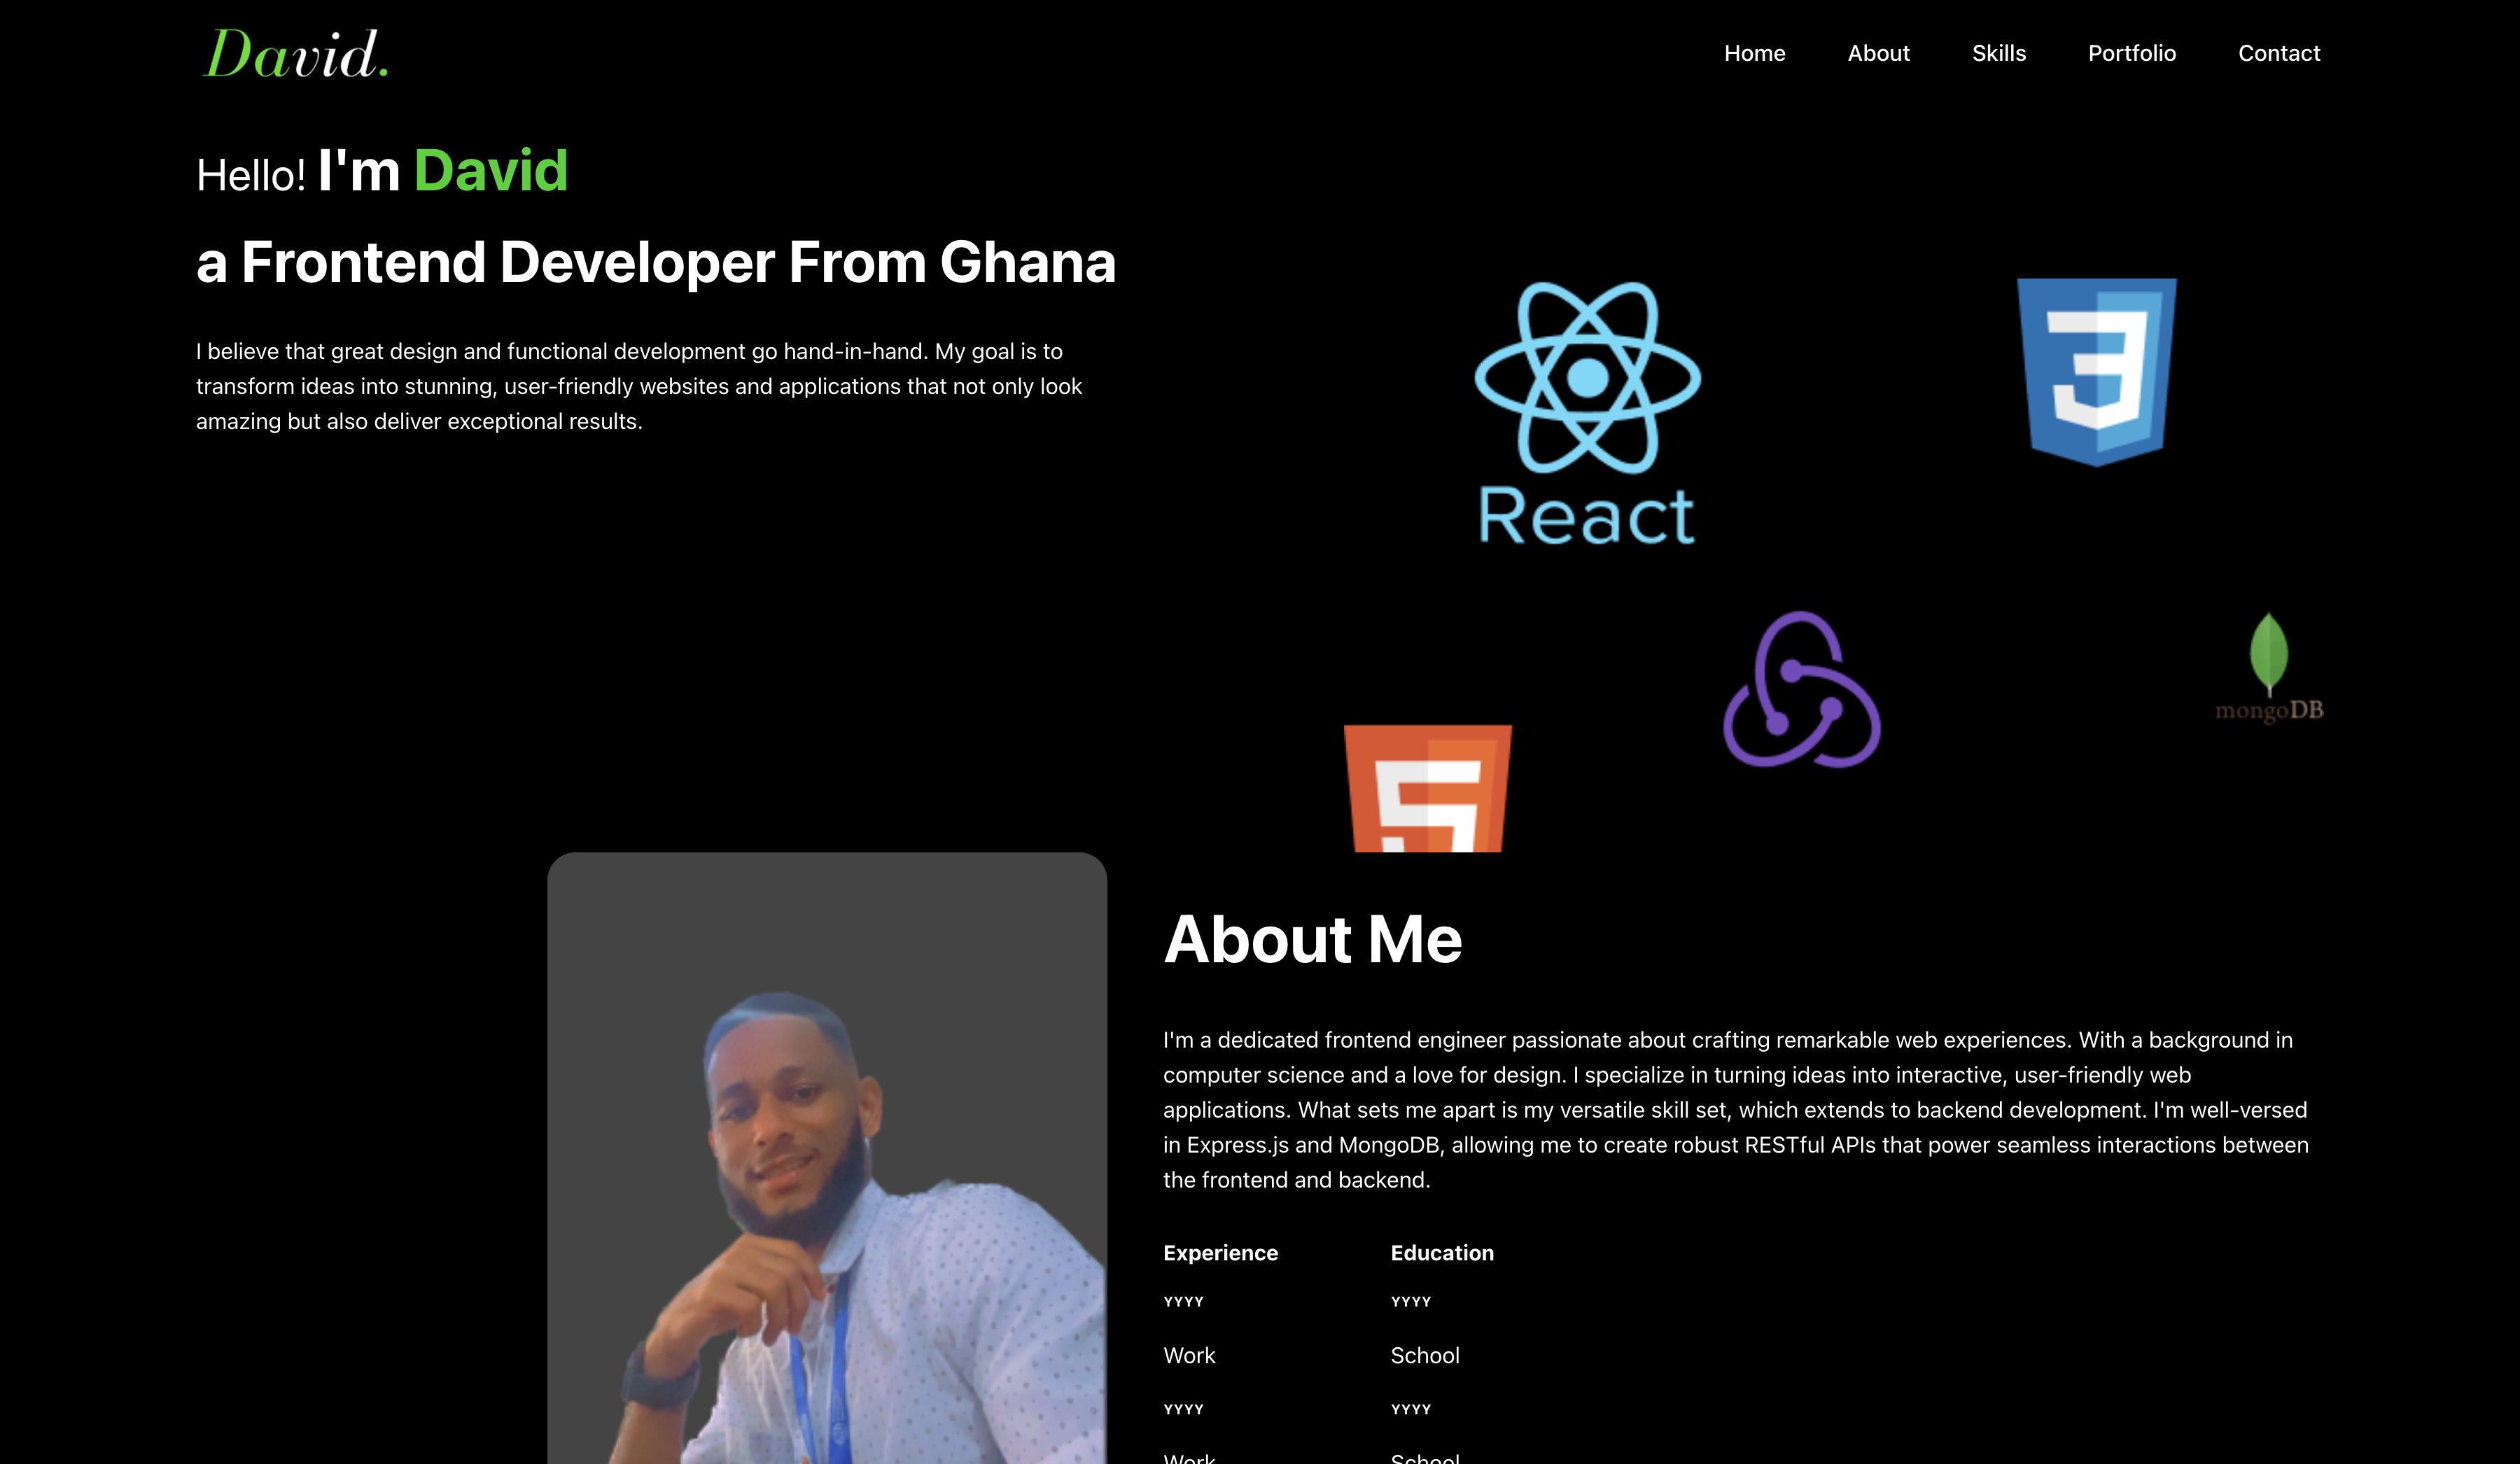 David.
Home About Skills Portfolio Contact
Hello! I'm David
a Frontend Developer From Ghana
I believe that great design and functional development go hand-in-hand. My goal is to
transform ideas into stunning, user-friendly websites and applications that not only look
amazing but also deliver exceptional results.
React
mongoDB
About Me
I'm a dedicated frontend engineer passionate about crafting remarkable web experiences. With a background in
computer science and a love for design. I specialize in turning ideas into interactive, user-friendly web
applications. What sets me apart is my versatile skill set, which extends to backend development. I'm well-versed
in Express.js and MongoDB, allowing me to create robust RESTful APIs that power seamless interactions between
the frontend and backend.
Experience Education
YYYY YYYY
Work School
YYYY YYYY
Work School